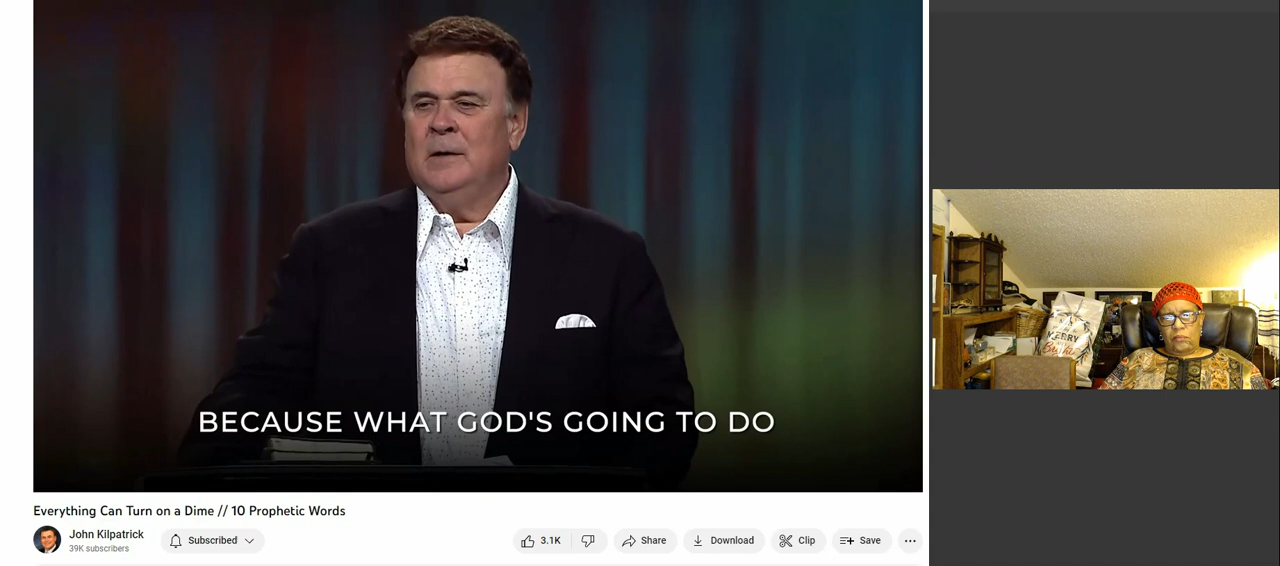 BECAUSE WHAT GOD'S GOING TO DO
Everything Can Turn on a Dime // 10 Prophetic Words
John Kilpatrick
39K subscribers
Subscribed
3.1K
Share
Download
Clip
Save